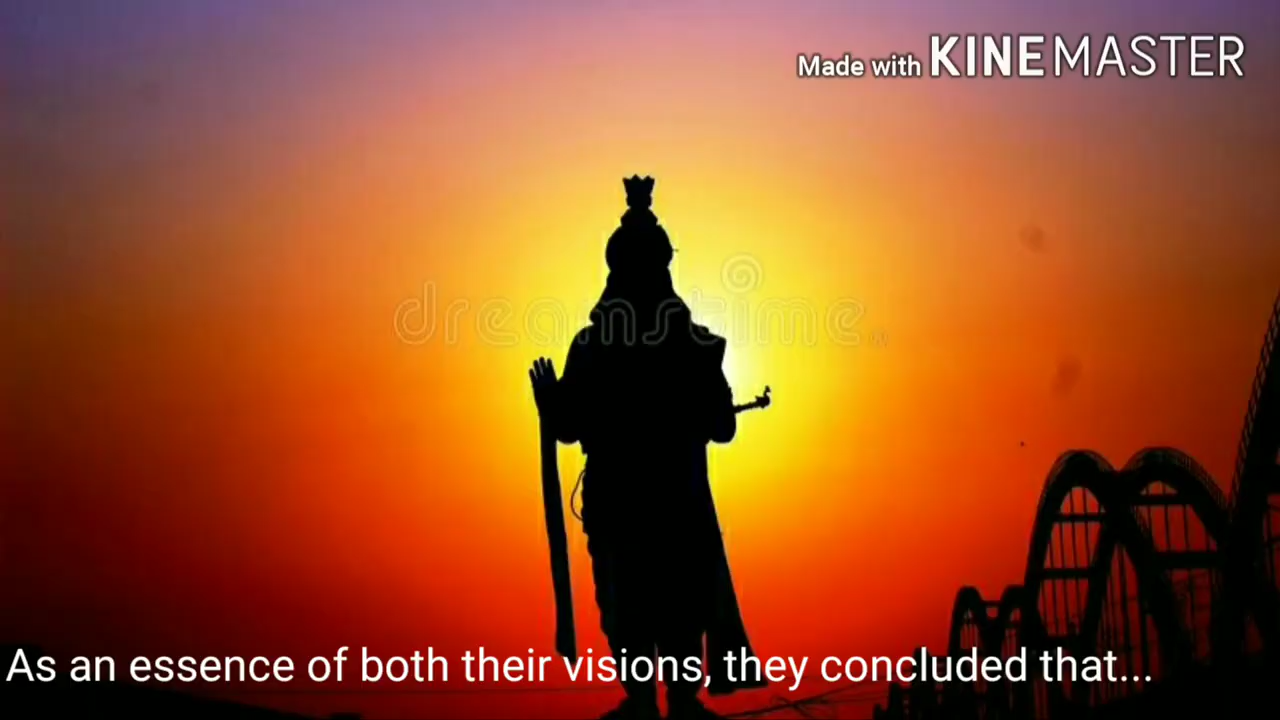 Made with KINEMASTER
dreamstime
As an essence of both their visions, they concluded that...